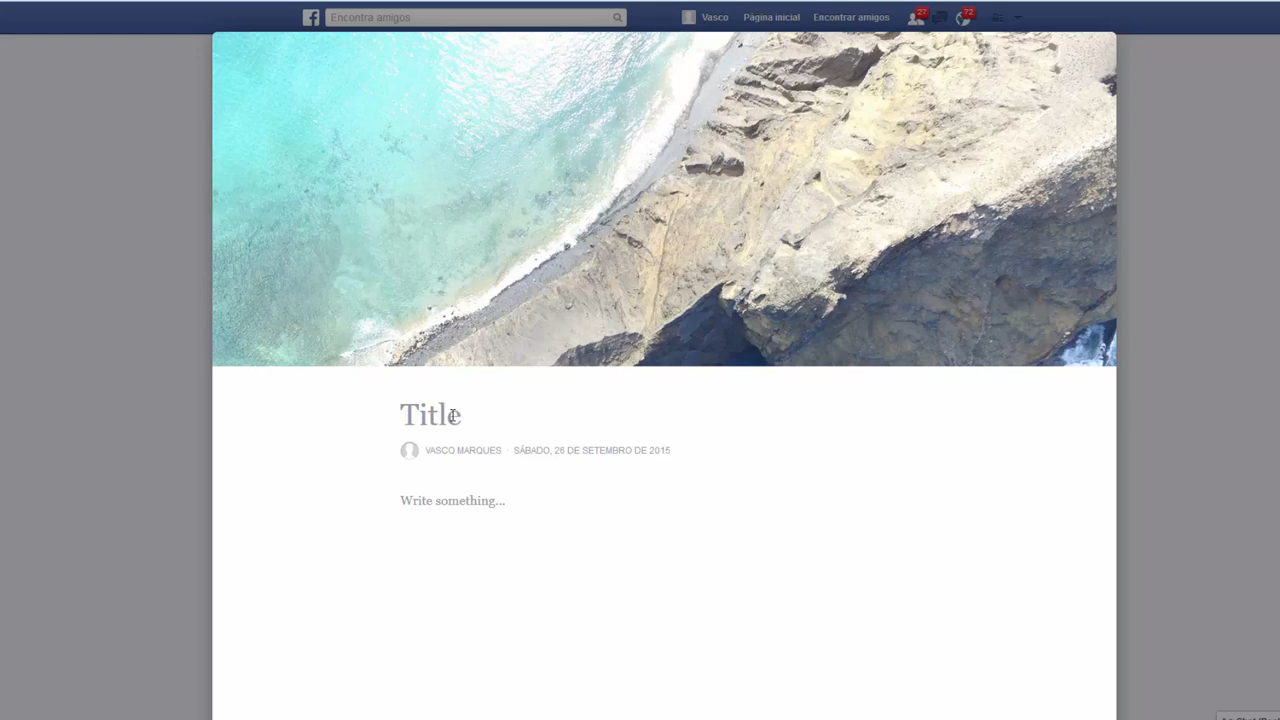 Encontra amigos
Vasco Página inicial Encontrar amigos 27 72
Title
VASCO MARQUES · SÁBADO, 26 DE SETEMBRO DE 2015
Write something...